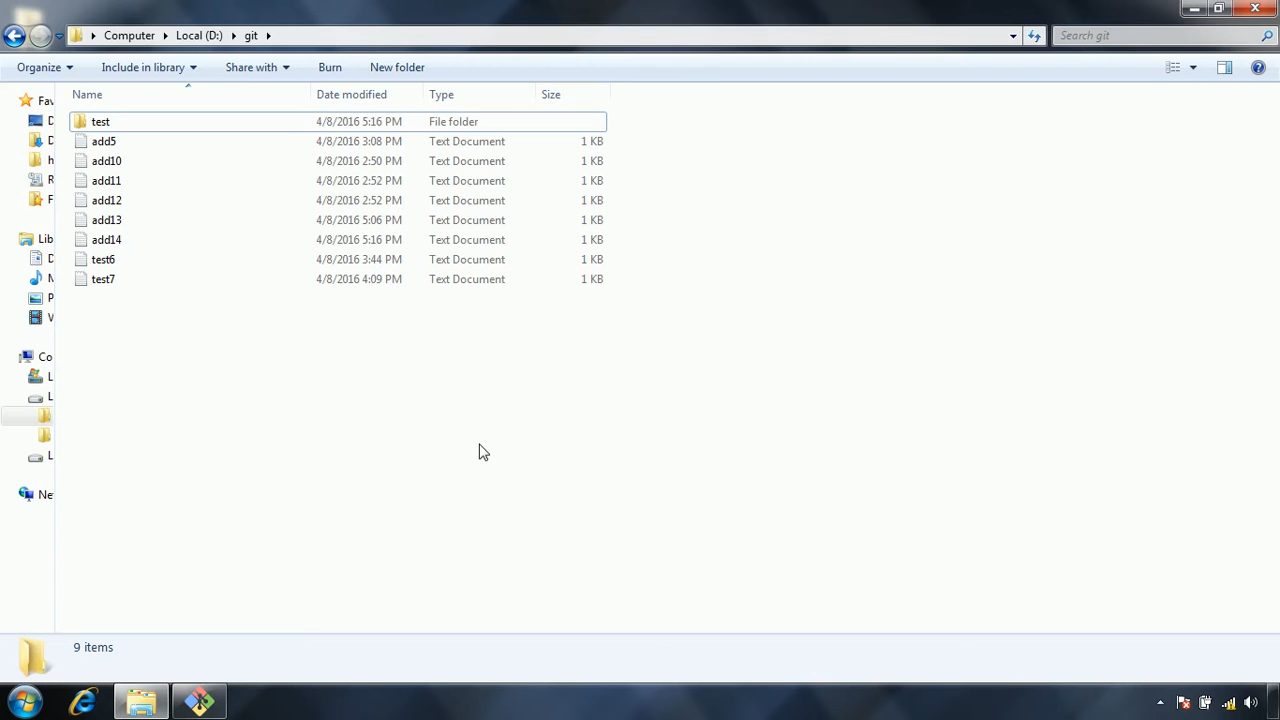 Computer Local (D:) git
Search git
Organize Include in library Share with Burn New folder
Name Date modified Type Size
test 4/8/2016 5:16 PM File folder
add5 4/8/2016 3:08 PM Text Document 1 KB
add10 4/8/2016 2:50 PM Text Document 1 KB
add11 4/8/2016 2:52 PM Text Document 1 KB
add12 4/8/2016 2:52 PM Text Document 1 KB
add13 4/8/2016 5:06 PM Text Document 1 KB
add14 4/8/2016 5:16 PM Text Document 1 KB
test6 3:44 PM 4/8/2016 Text Document 1 KB
test7 4/8/2016 4:09 PM Text Document 1 KB
Fav
D
D
h
R
F
Lib
D
M
P
V
Co
L
L
L
Ne
9 items